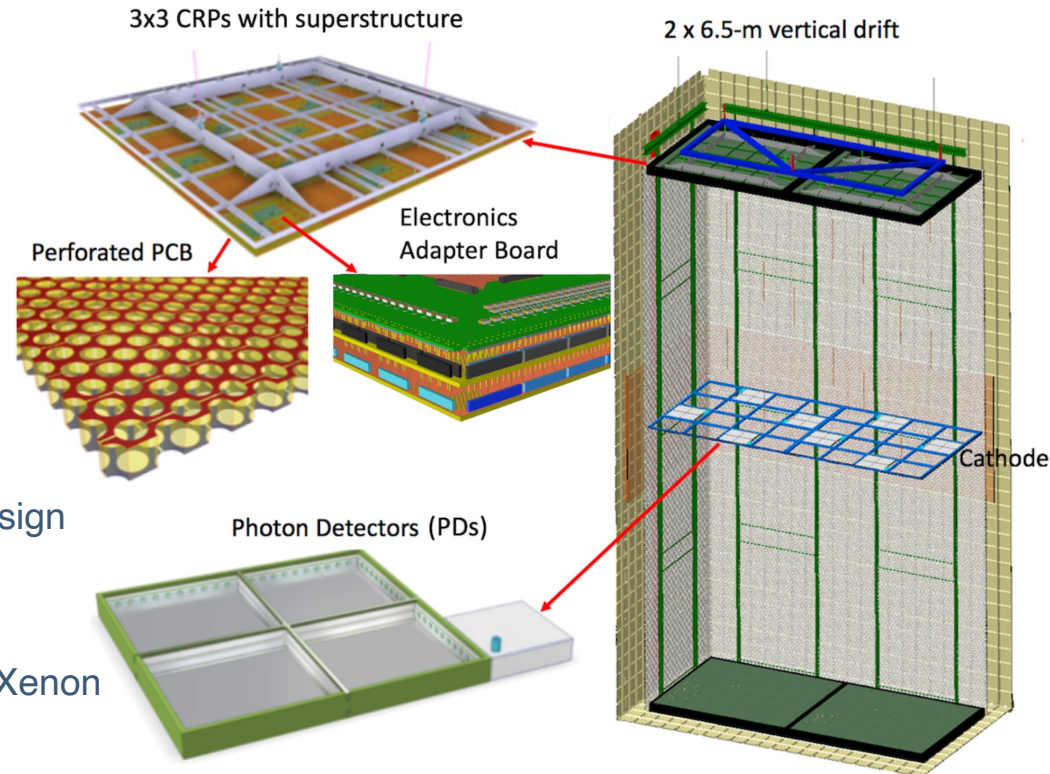 3x3 CRPs with superstructure
2 x 6.5-m vertical drift
Electronics
Adapter Board
Perforated PCB
Cathode
sign
Photon Detectors (PDs)
Xenon